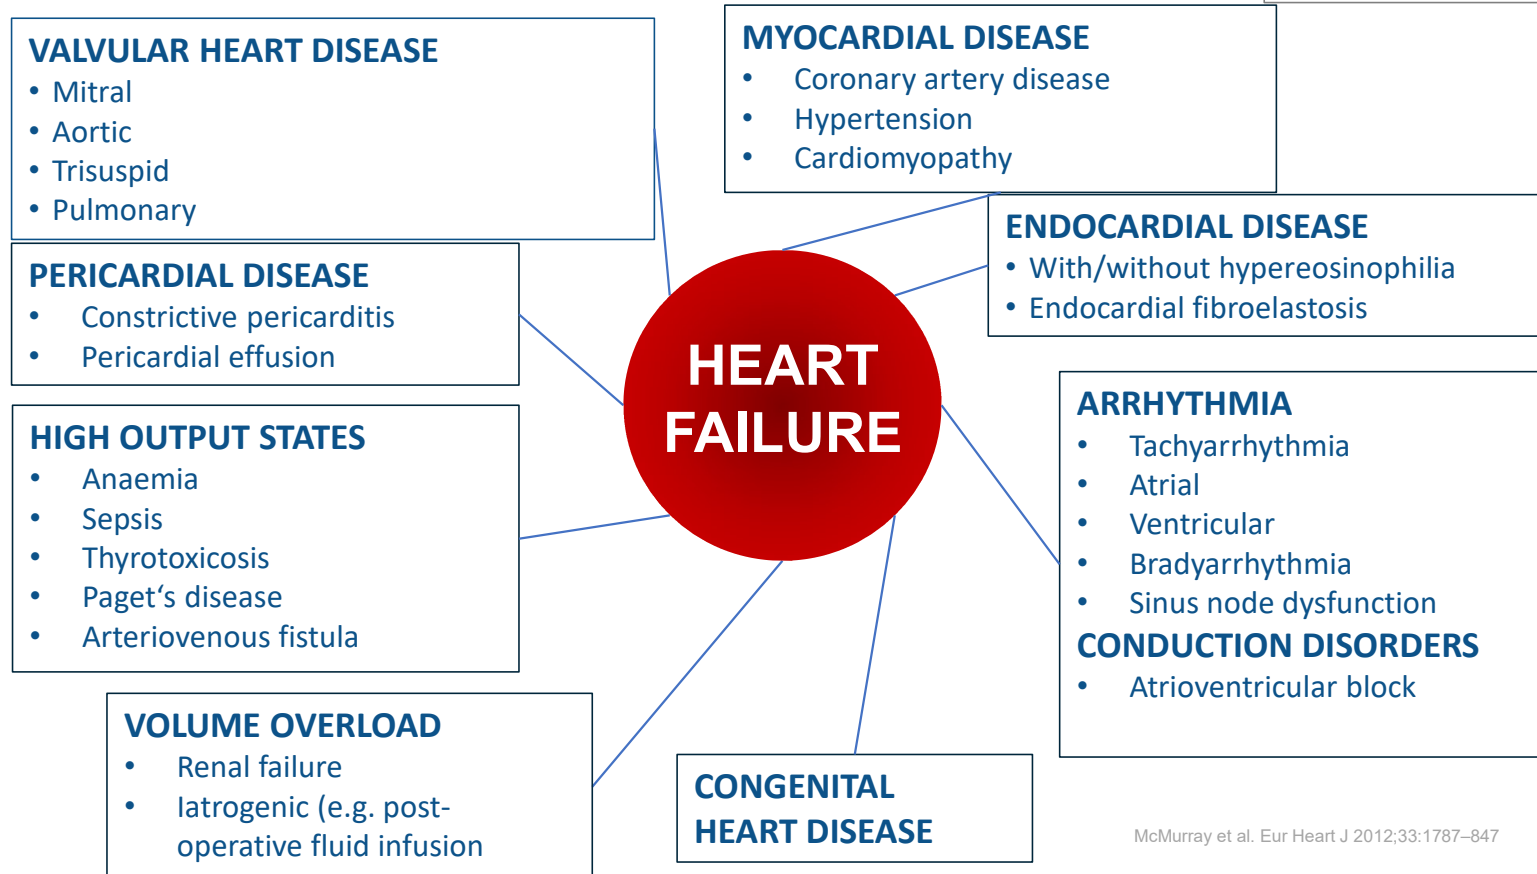 VALVULAR HEART DISEASE
• Mitral
• Aortic
• Trisuspid
• Pulmonary
MYOCARDIAL DISEASE
• Coronary artery disease
• Hypertension
• Cardiomyopathy
PERICARDIAL DISEASE
• Constrictive pericarditis
• Pericardial effusion
ENDOCARDIAL DISEASE
• With/without hypereosinophilia
• Endocardial fibroelastosis
HEART
FAILURE
HIGH OUTPUT STATES
• Anaemia
• Sepsis
• Thyrotoxicosis
• Paget‘s disease
• Arteriovenous fistula
ARRHYTHMIA
• Tachyarrhythmia
• Atrial
• Ventricular
• Bradyarrhythmia
• Sinus node dysfunction
CONDUCTION DISORDERS
• Atrioventricular block
VOLUME OVERLOAD
• Renal failure
• Iatrogenic (e.g. post-
operative fluid infusion
CONGENITAL
HEART DISEASE
McMurray et al. Eur Heart J 2012;33:1787–847